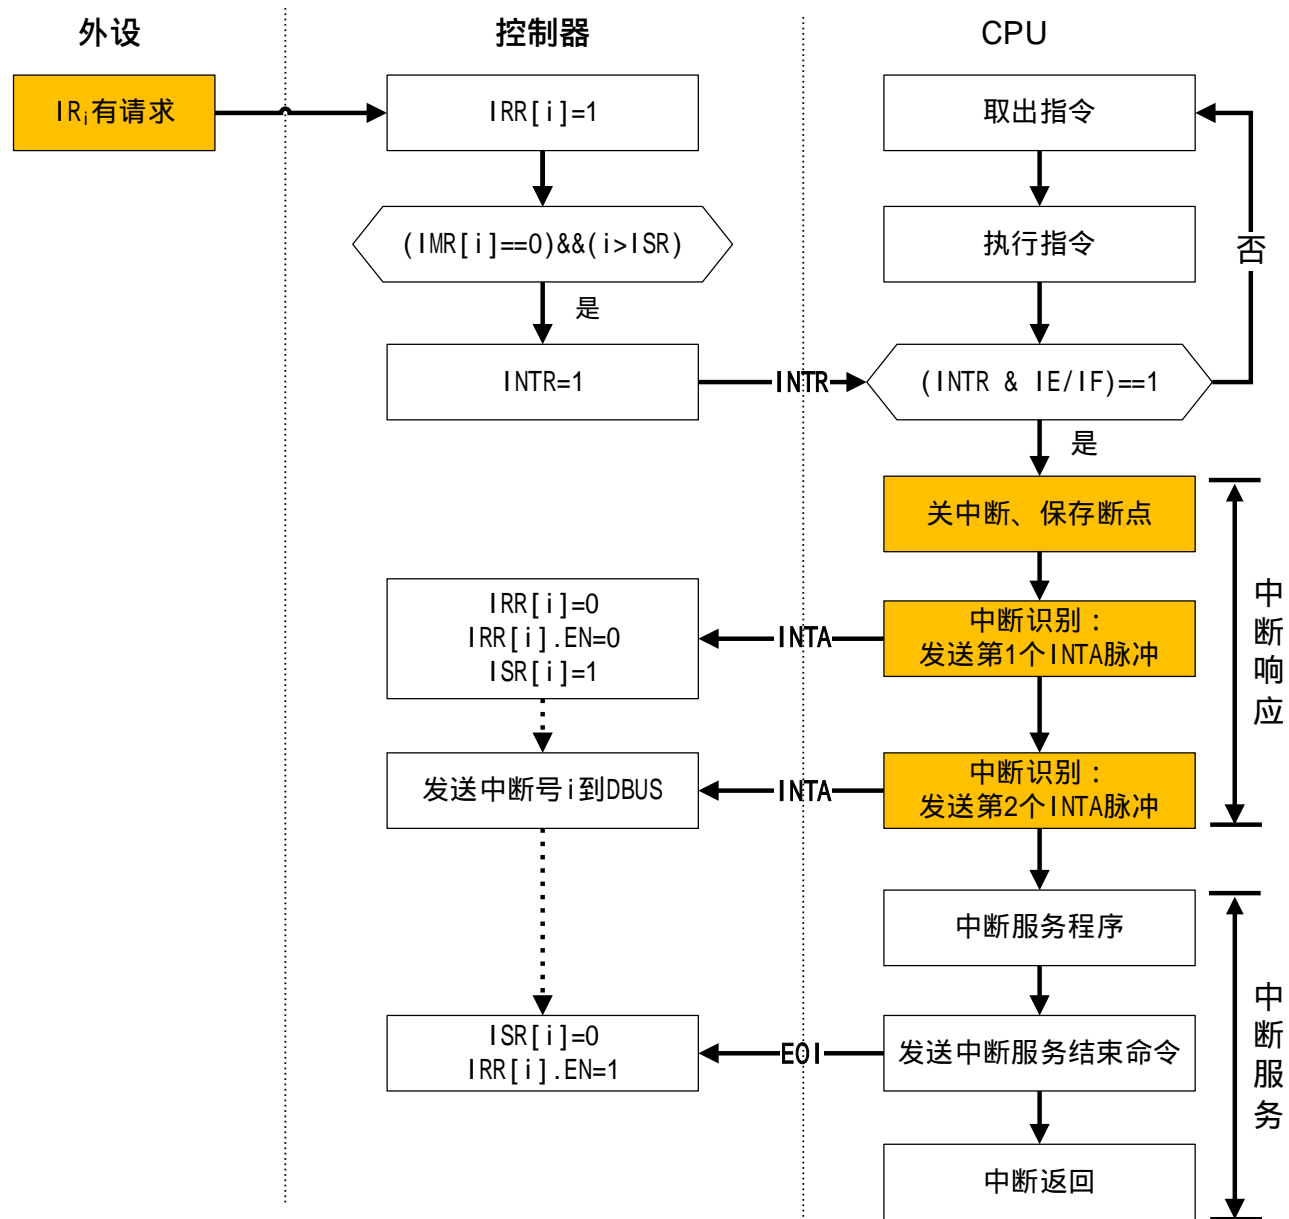 外设
控制器
CPU
IRi有请求
IRR[i]=1
取出指令
(IMR[i]==0)&&(i>ISR)
执行指令
否
是
INTR=1
INTR
(INTR & IE/IF)==1
是
关中断、保存断点
IRR[i]=0
IRR[i].EN=0
ISR[i]=1
INTA
中断识别：
发送第1个INTA脉冲
中断响应
发送中断号i到DBUS
INTA
中断识别：
发送第2个INTA脉冲
中断服务程序
中断服务
ISR[i]=0
IRR[i].EN=1
EOI
发送中断服务结束命令
中断返回